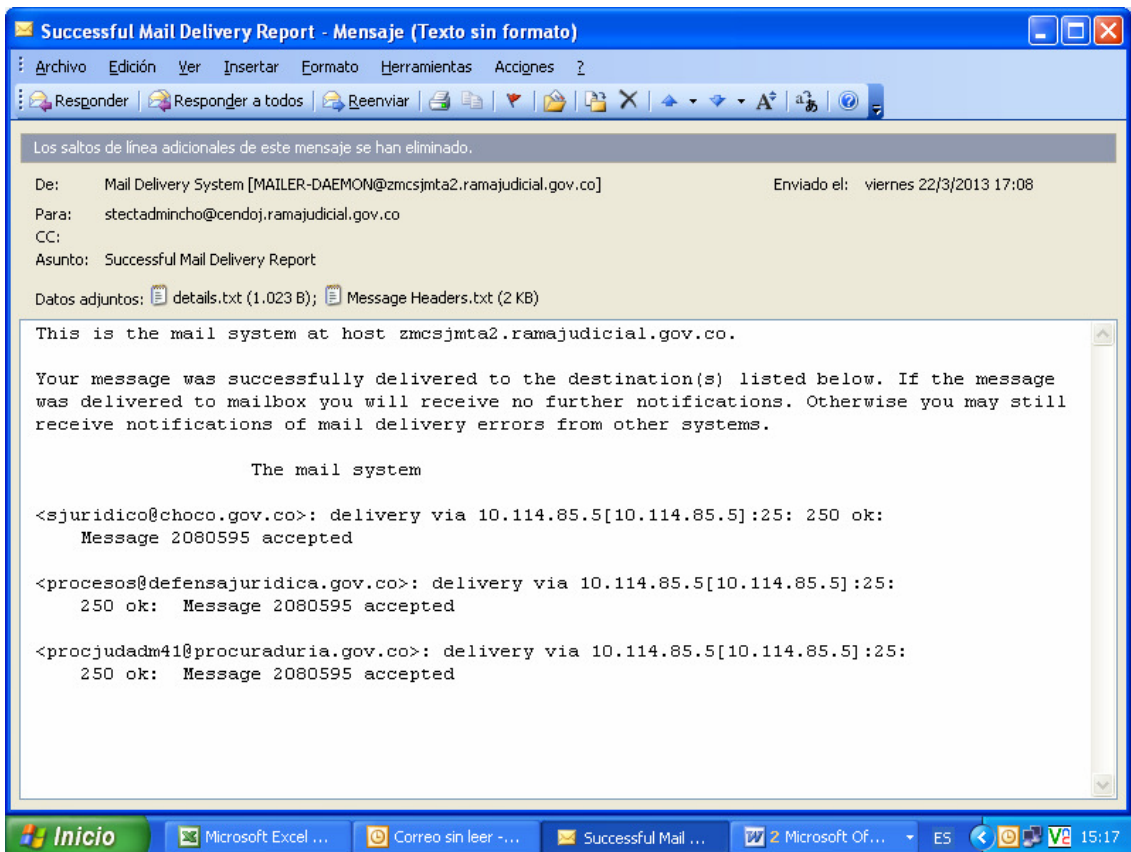 Successful Mail Delivery Report - Mensaje (Texto sin formato)
Archivo Edición Ver Insertar Formato Herramientas Acciones ?
Responder Responder a todos Reenviar
Los saltos de línea adicionales de este mensaje se han eliminado.
De: Mail Delivery System [MAILER-DAEMON@zmcsjmta2.ramajudicial.gov.co] Enviado el: viernes 22/3/2013 17:08
Para: stectadmincho@cendoj.ramajudicial.gov.co
CC:
Asunto: Successful Mail Delivery Report
Datos adjuntos: details.txt (1.023 B); Message Headers.txt (2 KB)
This is the mail system at host zmcsjmta2.ramajudicial.gov.co.
Your message was successfully delivered to the destination(s) listed below. If the message
was delivered to mailbox you will receive no further notifications. Otherwise you may still
receive notifications of mail delivery errors from other systems.
The mail system
<sjuridico@choco.gov.co>: delivery via 10.114.85.5[10.114.85.5]:25: 250 ok:
Message 2080595 accepted
<procesos@defensajuridica.gov.co>: delivery via 10.114.85.5[10.114.85.5]:25:
250 ok: Message 2080595 accepted
<procjudadm41@procuraduria.gov.co>: delivery via 10.114.85.5[10.114.85.5]:25:
250 ok: Message 2080595 accepted
Inicio Microsoft Excel ... Correo sin leer -... Successful Mail ... 2 Microsoft Of... ES 15:17